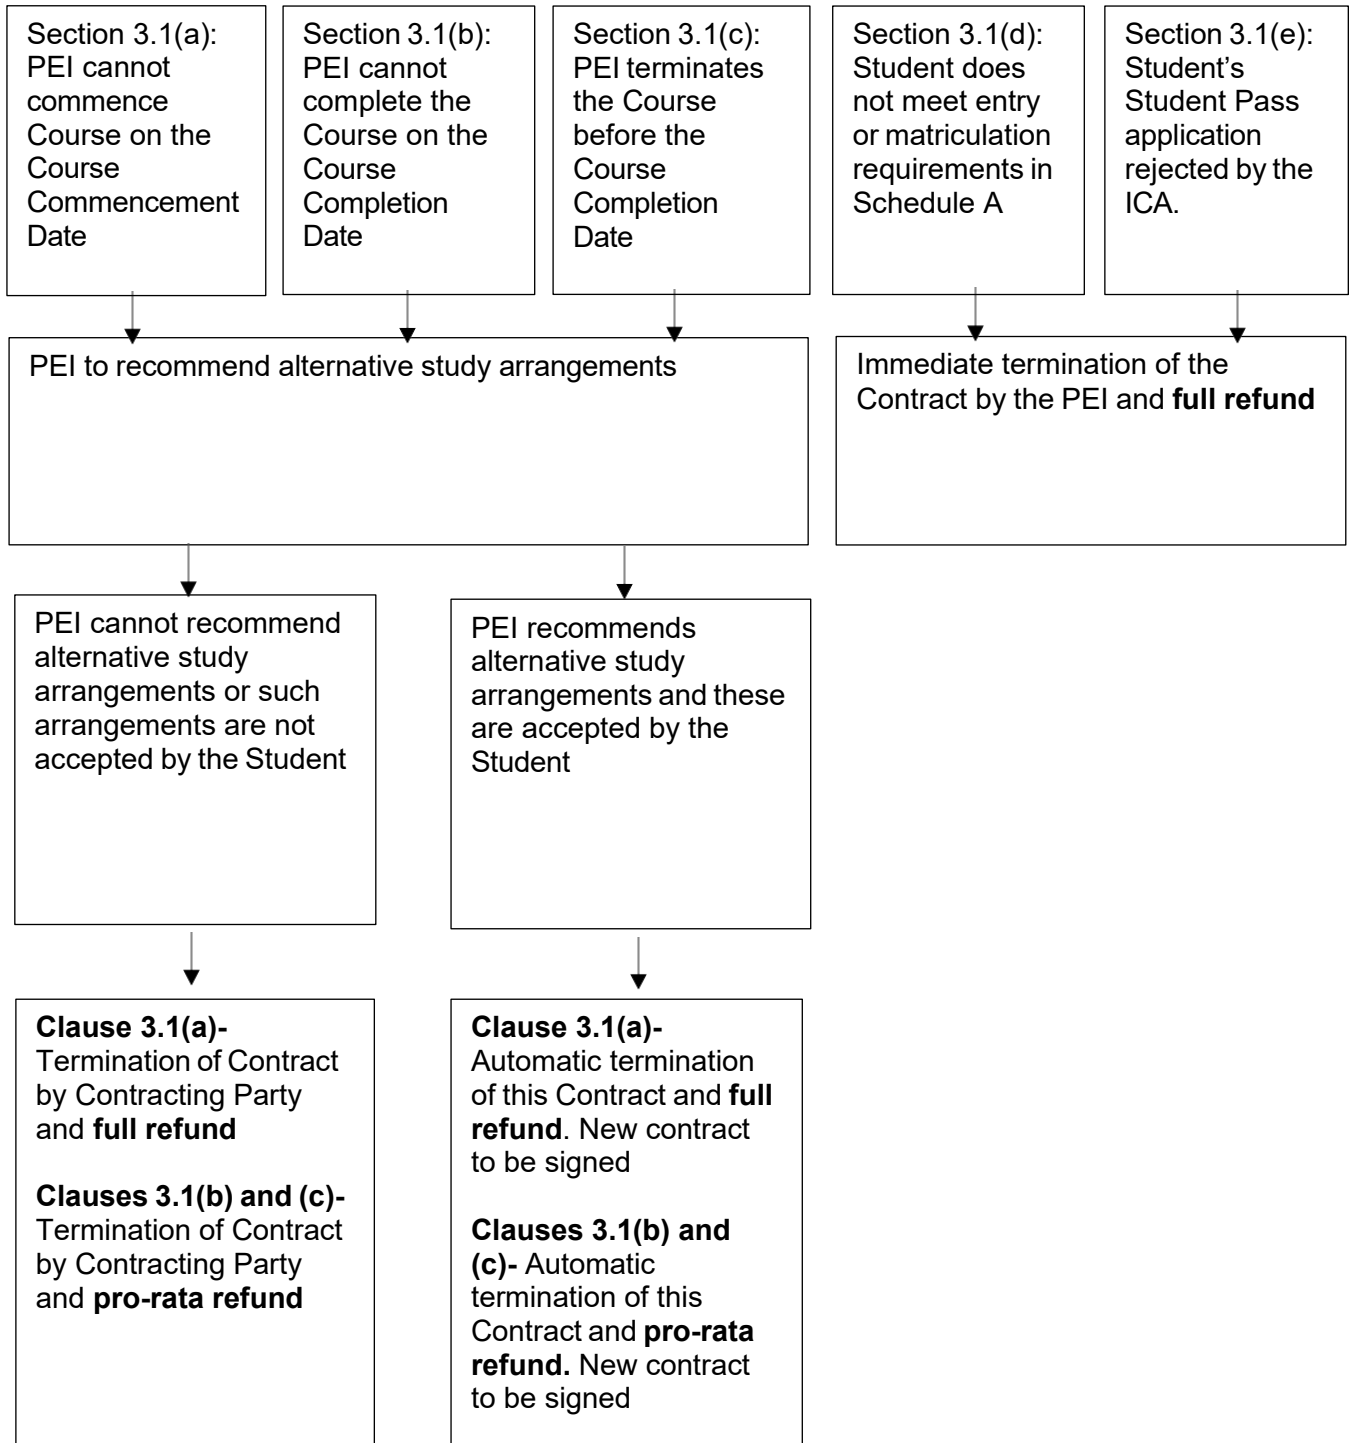 Section 3.1(a):
PEI cannot
commence
Course on the
Course
Commencement
Date
Section 3.1(b):
PEI cannot
complete the
Course on the
Course
Completion
Date
Section 3.1(c):
PEI terminates
the Course
before the
Course
Completion
Date
Section 3.1(d):
Student does
not meet entry
or matriculation
requirements in
Schedule A
Section 3.1(e):
Student’s
Student Pass
application
rejected by the
ICA.
PEI to recommend alternative study arrangements
Immediate termination of the
Contract by the PEI and full refund
PEI cannot recommend
alternative study
arrangements or such
arrangements are not
accepted by the Student
PEI recommends
alternative study
arrangements and these
are accepted by the
Student
Clause 3.1(a)-
Termination of Contract
by Contracting Party
and full refund
Clauses 3.1(b) and (c)-
Termination of Contract
by Contracting Party
and pro-rata refund
Clause 3.1(a)-
Automatic termination
of this Contract and full
refund. New contract
to be signed
Clauses 3.1(b) and
(c)- Automatic
termination of this
Contract and pro-rata
refund. New contract
to be signed